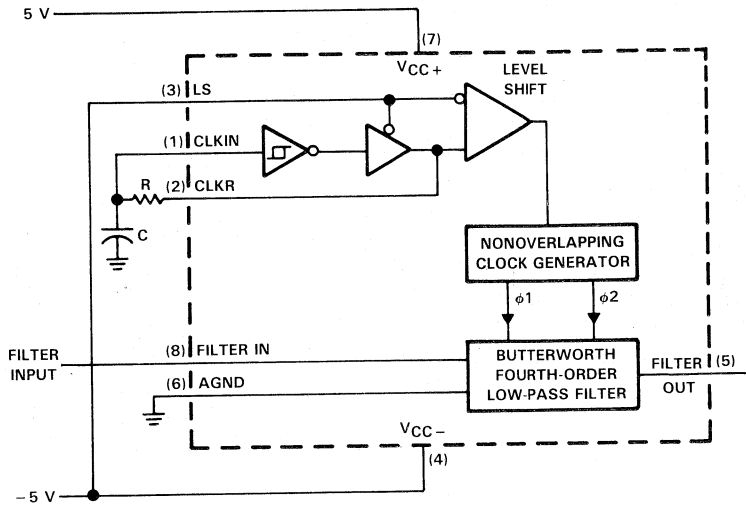 5 V
(7)
VCC+
LEVEL
SHIFT
(3) LS
(1) CLKIN
R
(2) CLKR
C
NONOVERLAPPING
CLOCK GENERATOR
ϕ1
ϕ2
FILTER
INPUT
(8) FILTER IN
BUTTERWORTH
FOURTH-ORDER
LOW-PASS FILTER
FILTER
OUT
(5)
(6) AGND
VCC−
(4)
−5 V